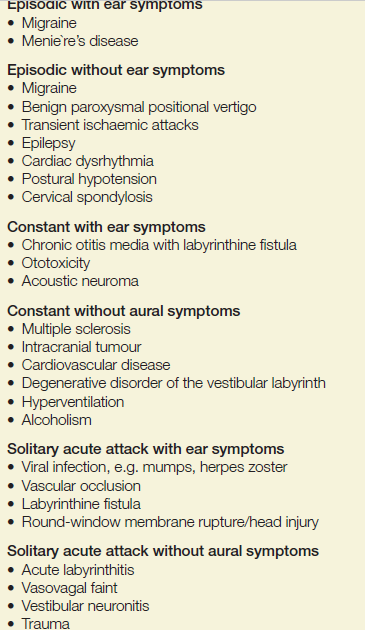 Episodic with ear symptoms
• Migraine
• Menie`re's disease
Episodic without ear symptoms
• Migraine
• Benign paroxysmal positional vertigo
• Transient ischaemic attacks
• Epilepsy
• Cardiac dysrhythmia
• Postural hypotension
• Cervical spondylosis
Constant with ear symptoms
• Chronic otitis media with labyrinthine fistula
• Ototoxicity
• Acoustic neuroma
Constant without aural symptoms
• Multiple sclerosis
• Intracranial tumour
• Cardiovascular disease
• Degenerative disorder of the vestibular labyrinth
• Hyperventilation
• Alcoholism
Solitary acute attack with ear symptoms
• Viral infection, e.g. mumps, herpes zoster
• Vascular occlusion
• Labyrinthine fistula
• Round-window membrane rupture/head injury
Solitary acute attack without aural symptoms
• Acute labyrinthitis
• Vasovagal faint
• Vestibular neuronitis
• Trauma